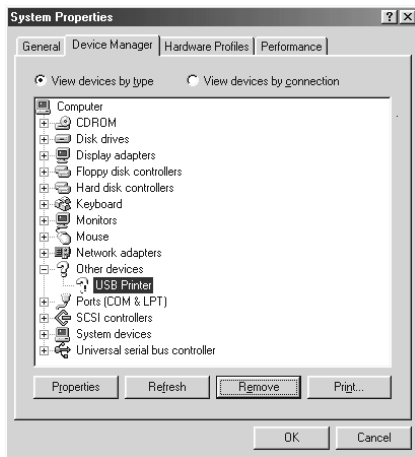 System Properties
General Device Manager Hardware Profiles Performance
View devices by type View devices by connection
Computer
CDROM
Disk drives
Display adapters
Floppy disk controllers
Hard disk controllers
Keyboard
Monitors
Mouse
Network adapters
Other devices
USB Printer
Ports (COM & LPT)
SCSI controllers
System devices
Universal serial bus controller
Properties Refresh Remove Print...
OK Cancel